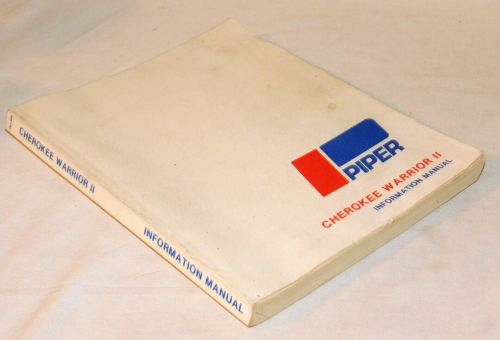 PIPER
CHEROKEE WARRIOR II
INFORMATION MANUAL
CHEROKEE WARRIOR II
INFORMATION MANUAL